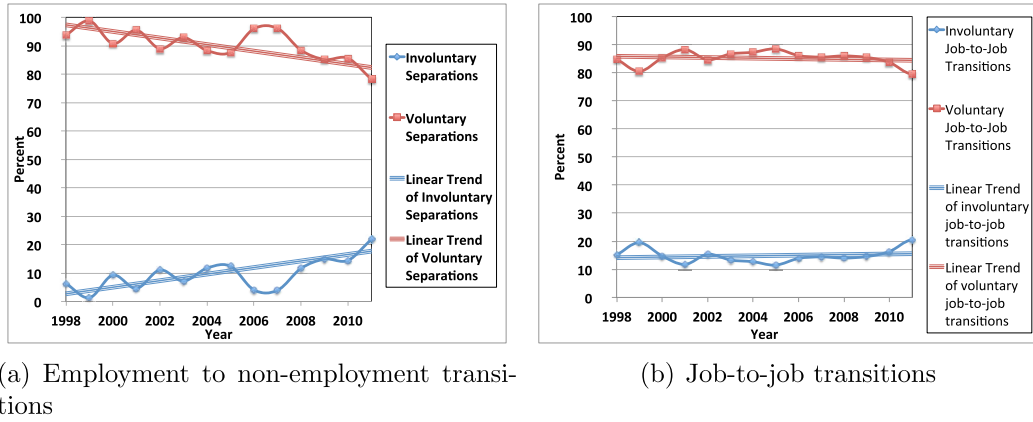 100
90
80
70
60
50
40
30
20
10
0
Percent
1998 2000 2002 2004 2006 2008 2010
Year
Involuntary
Separations
Voluntary
Separations
Linear Trend
of Involuntary
Separations
Linear Trend
of Voluntary
Separations
(a) Employment to non-employment transi-
tions
100
90
80
70
60
50
40
30
20
10
0
Percent
1998 2000 2002 2004 2006 2008 2010
Year
Involuntary
Job-to-Job
Transitions
Voluntary
Job-to-Job
Transitions
Linear Trend
of involuntary
job-to-job
transitions
Linear Trend
of voluntary
job-to-job
transitions
(b) Job-to-job transitions